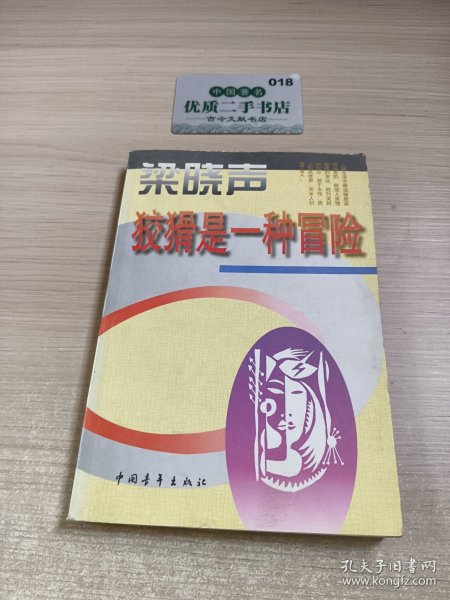 018
中国著名
优质二手书店
古今文献书店
梁晓声
狡猾是一种冒险
中国青年出版社
孔夫子旧书网
www.kongfz.com